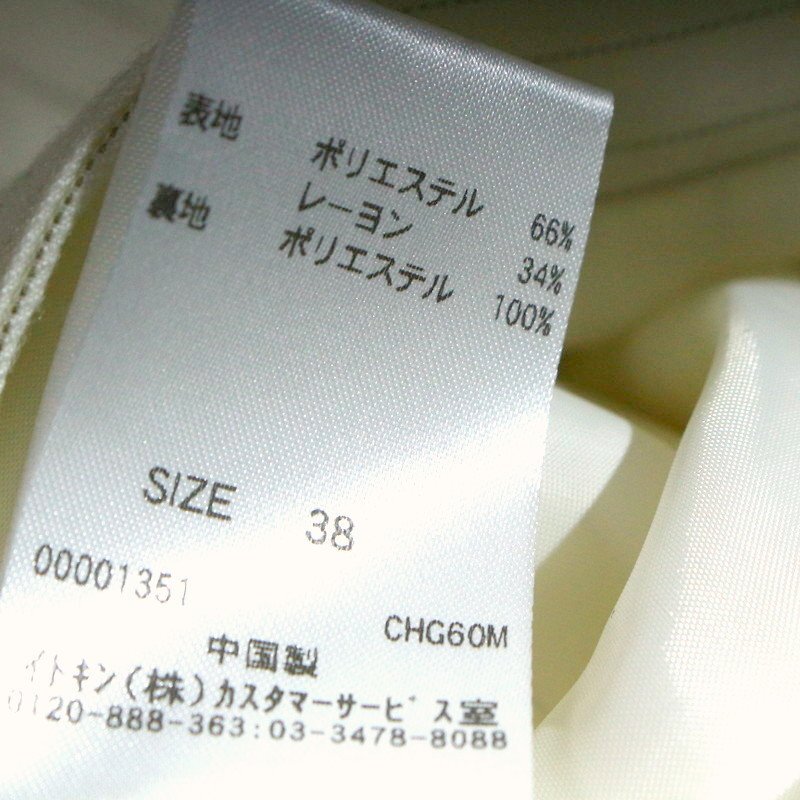 表地 ポリエステル 66%
レーヨン 34%
裏地 ポリエステル 100%
SIZE 38
00001351
CHG60M
中国製
イトキン(株)カスタマーサービス室
0120-888-363:03-3478-8088